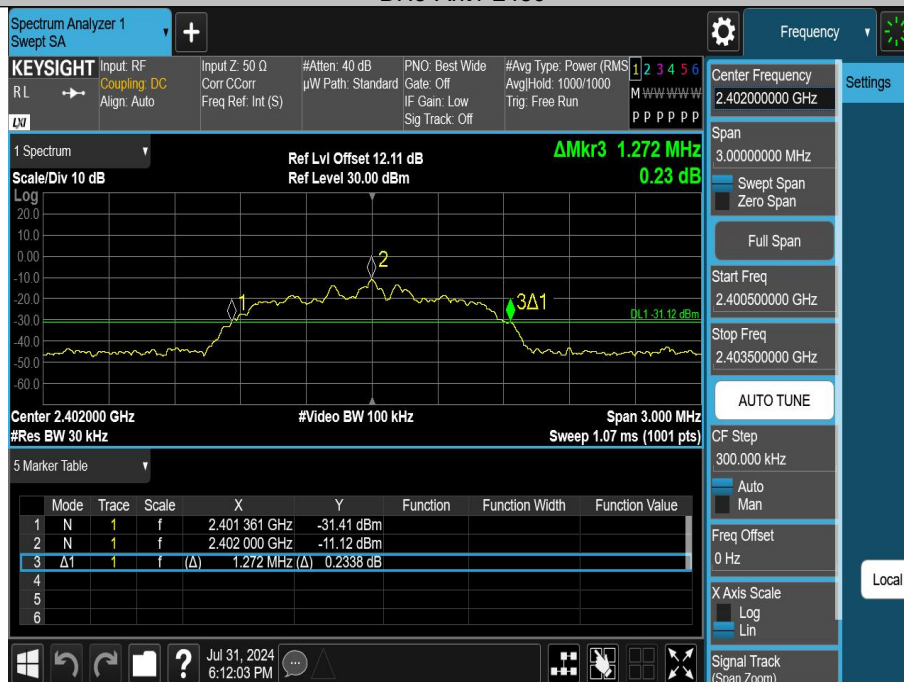 Spectrum Analyzer 1
Swept SA
Frequency
KEYSIGHT
RL
LXI
Input: RF
Coupling: DC
Align: Auto
Input Z: 50 Ω
Corr CCorr
Freq Ref: Int (S)
#Atten: 40 dB
µW Path: Standard
PNO: Best Wide
Gate: Off
IF Gain: Low
Sig Track: Off
#Avg Type: Power (RMS
Avg|Hold: 1000/1000
Trig: Free Run
1 2 3 4 5 6
M W W W W W
P P P P P P
1 Spectrum
Scale/Div 10 dB
Ref Lvl Offset 12.11 dB
Ref Level 30.00 dBm
ΔMkr3 1.272 MHz
0.23 dB
Log
20.0
10.0
0.00
-10.0
-20.0
-30.0
-40.0
-50.0
-60.0
1
2
3Δ1
DL1 -31.12 dBm
Center 2.402000 GHz
#Video BW 100 kHz
Span 3.000 MHz
#Res BW 30 kHz
Sweep 1.07 ms (1001 pts)
5 Marker Table
Mode Trace Scale X Y Function Function Width Function Value
1 N 1 f 2.401 361 GHz -31.41 dBm
2 N 1 f 2.402 000 GHz -11.12 dBm
3 Δ1 1 f (Δ) 1.272 MHz (Δ) 0.2338 dB
4
5
6
?
Jul 31, 2024
6:12:03 PM
Center Frequency
2.402000000 GHz
Span
3.00000000 MHz
Swept Span
Zero Span
Full Span
Start Freq
2.400500000 GHz
Stop Freq
2.403500000 GHz
AUTO TUNE
CF Step
300.000 kHz
Auto
Man
Freq Offset
0 Hz
X Axis Scale
Log
Lin
Signal Track
(Span Zoom)
Settings
Local